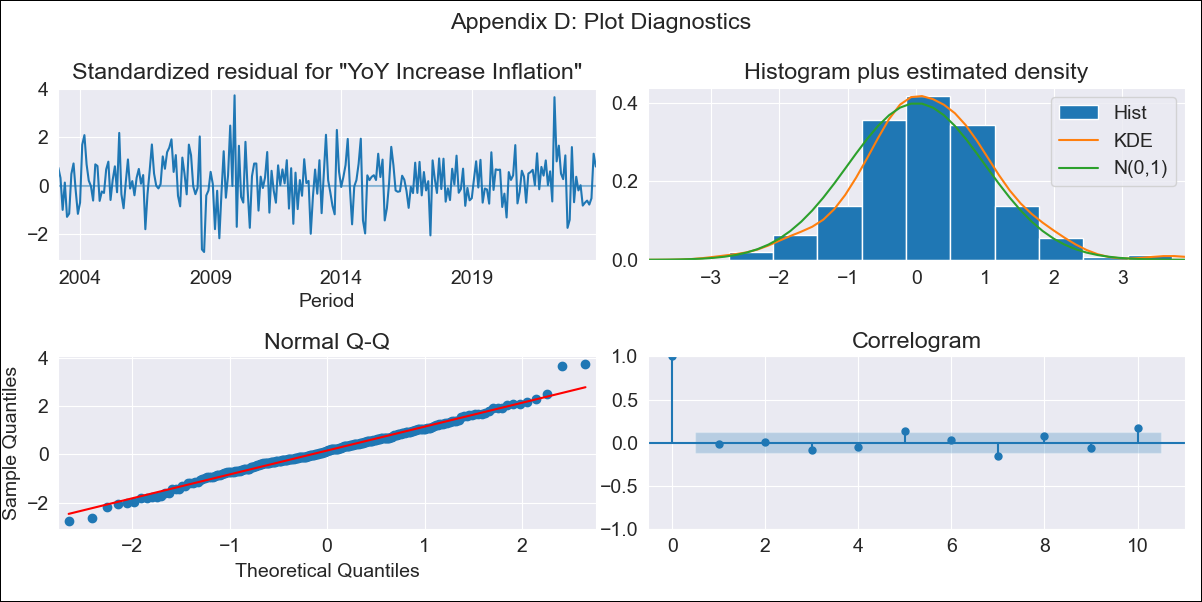 Appendix D: Plot Diagnostics
Standardized residual for "YoY Increase Inflation"
4
2
0
−2
2004 2009 2014 2019
Period
Histogram plus estimated density
0.4
0.2
0.0
Hist
KDE
N(0,1)
−3 −2 −1 0 1 2 3
Normal Q-Q
Sample Quantiles
4
2
0
−2
−2 −1 0 1 2
Theoretical Quantiles
Correlogram
1.0
0.5
0.0
−0.5
−1.0
0 2 4 6 8 10